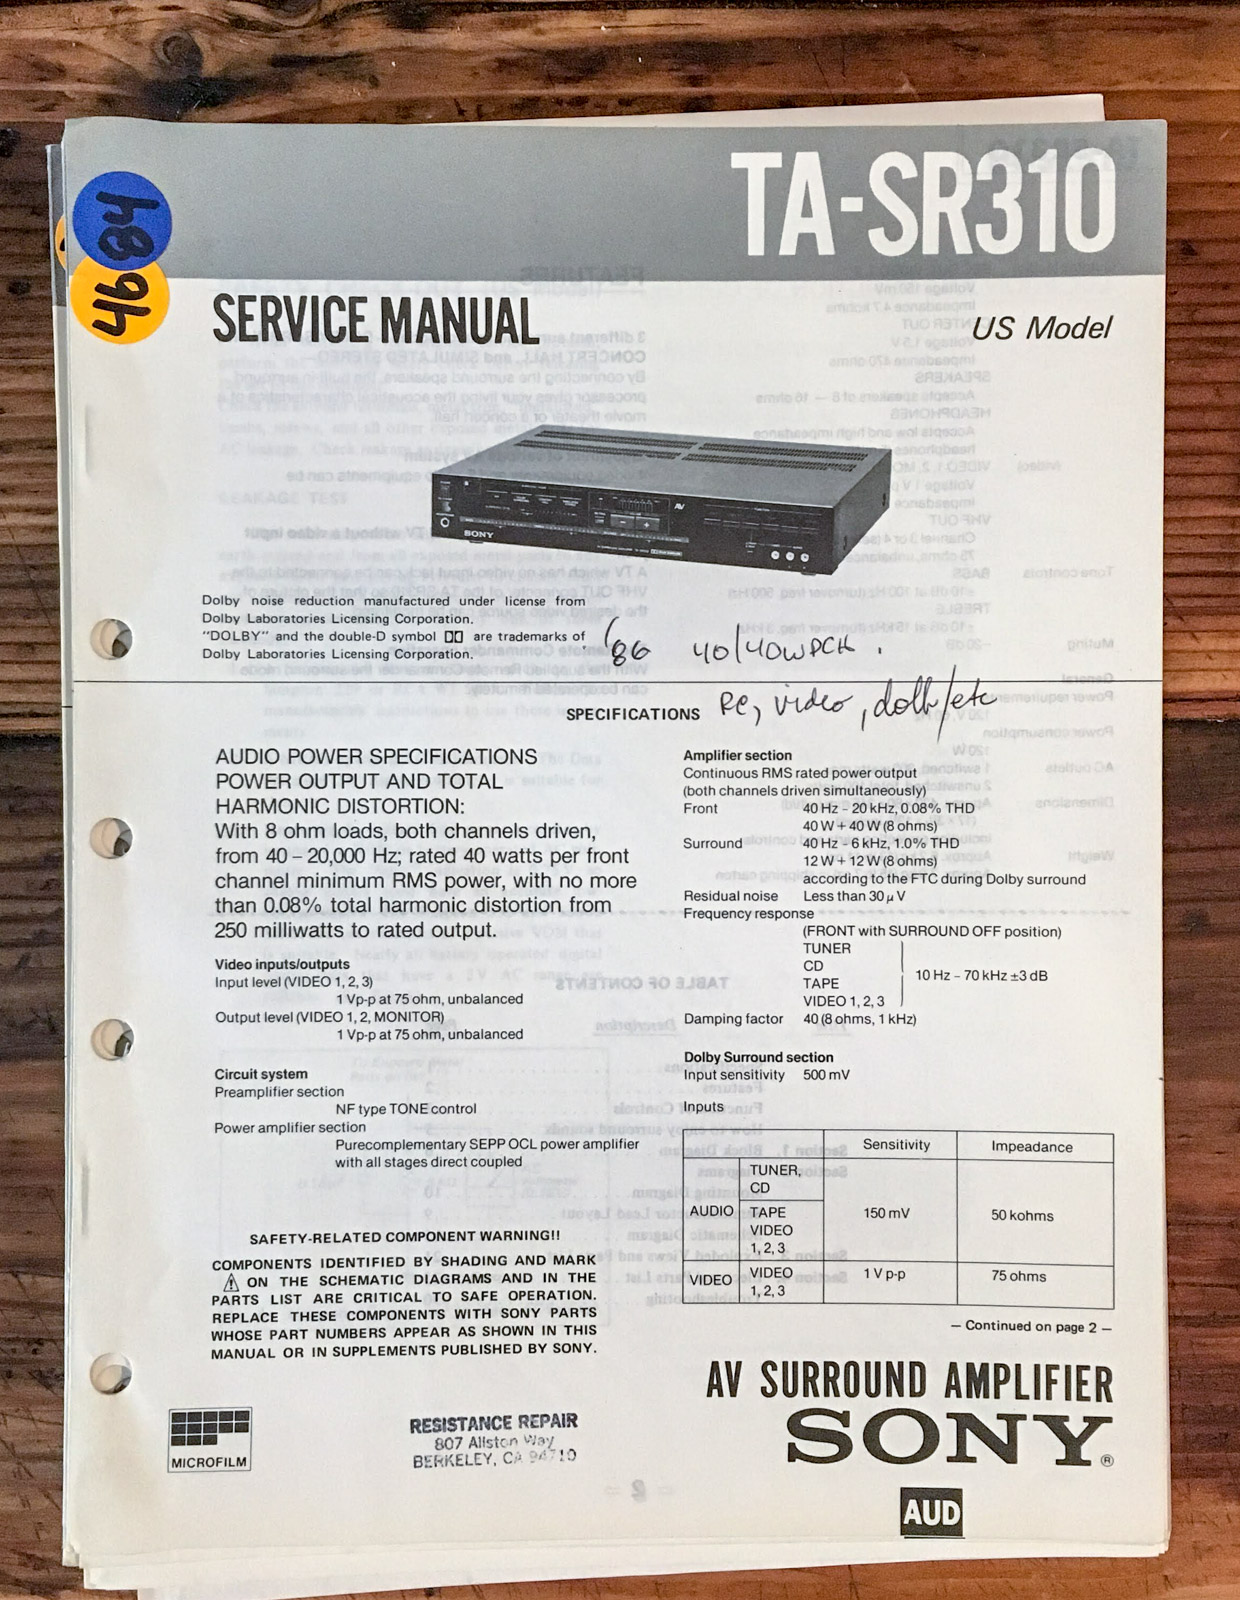 TA-SR310
484
46
SERVICE MANUAL
US Model
SONY
AV
Dolby noise reduction manufactured under license from
Dolby Laboratories Licensing Corporation.
"DOLBY" and the double-D symbol are trademarks of
Dolby Laboratories Licensing Corporation.
'86 40/40WPCH.
RC, video, dolby/etc
SPECIFICATIONS
AUDIO POWER SPECIFICATIONS
POWER OUTPUT AND TOTAL
HARMONIC DISTORTION:
With 8 ohm loads, both channels driven,
from 40 – 20,000 Hz; rated 40 watts per front
channel minimum RMS power, with no more
than 0.08% total harmonic distortion from
250 milliwatts to rated output.
Video inputs/outputs
Input level (VIDEO 1, 2, 3)
1 Vp-p at 75 ohm, unbalanced
Output level (VIDEO 1, 2, MONITOR)
1 Vp-p at 75 ohm, unbalanced
Circuit system
Preamplifier section
NF type TONE control
Power amplifier section
Purecomplementary SEPP OCL power amplifier
with all stages direct coupled
SAFETY-RELATED COMPONENT WARNING!!
COMPONENTS IDENTIFIED BY SHADING AND MARK
⚠ ON THE SCHEMATIC DIAGRAMS AND IN THE
PARTS LIST ARE CRITICAL TO SAFE OPERATION.
REPLACE THESE COMPONENTS WITH SONY PARTS
WHOSE PART NUMBERS APPEAR AS SHOWN IN THIS
MANUAL OR IN SUPPLEMENTS PUBLISHED BY SONY.
Amplifier section
Continuous RMS rated power output
(both channels driven simultaneously)
Front 40 Hz – 20 kHz, 0.08% THD
40 W + 40 W (8 ohms)
Surround 40 Hz – 6 kHz, 1.0% THD
12 W + 12 W (8 ohms)
according to the FTC during Dolby surround
Residual noise Less than 30 μ V
Frequency response
(FRONT with SURROUND OFF position)
TUNER
CD
TAPE
VIDEO 1, 2, 3
10 Hz – 70 kHz ±3 dB
Damping factor 40 (8 ohms, 1 kHz)
Dolby Surround section
Input sensitivity 500 mV
Inputs
Sensitivity Impeadance
AUDIO
TUNER,
CD
TAPE
VIDEO
1, 2, 3
150 mV 50 kohms
VIDEO
VIDEO
1, 2, 3
1 V p-p 75 ohms
— Continued on page 2 —
AV SURROUND AMPLIFIER
SONY®
AUD
MICROFILM
RESISTANCE REPAIR
807 Allston Way
BERKELEY, CA 94710